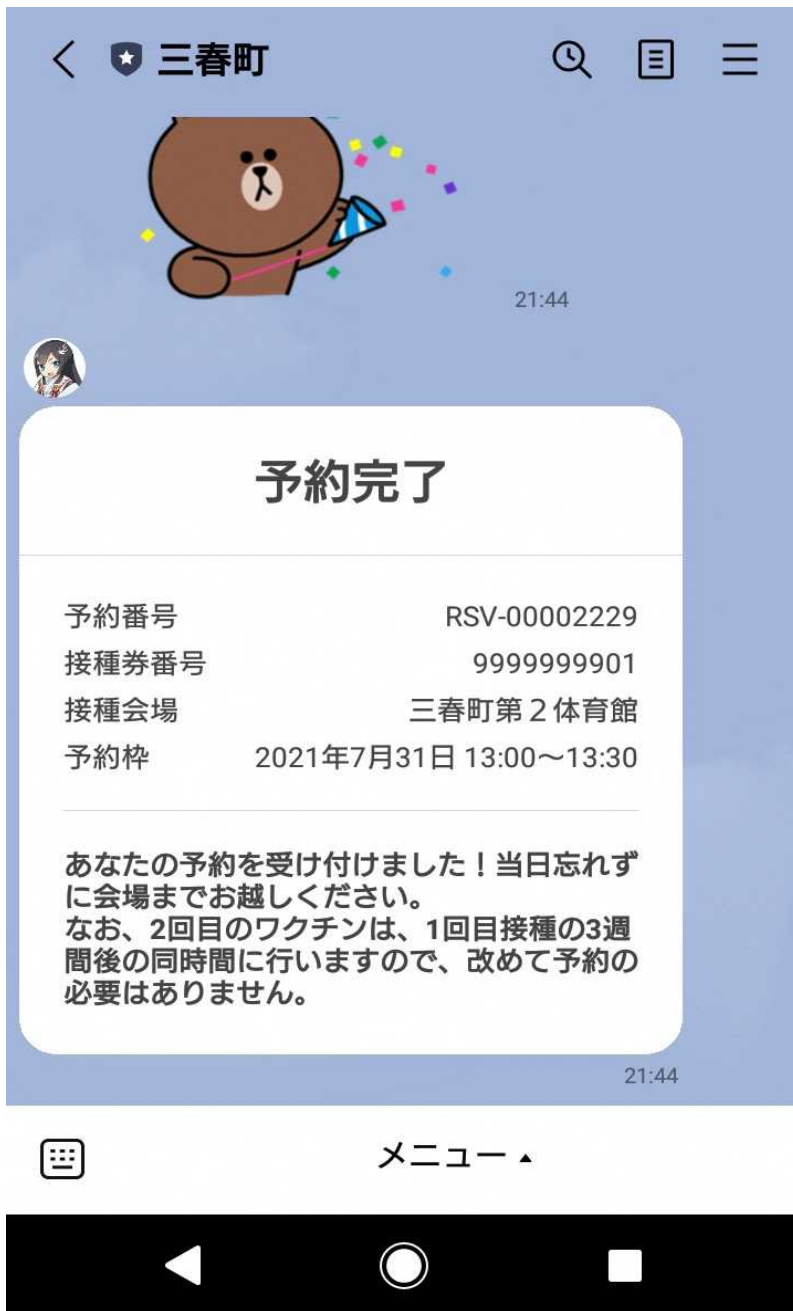 三春町
21:44
予約完了
予約番号 RSV-00002229
接種券番号 9999999901
接種会場 三春町第２体育館
予約枠 2021年7月31日 13:00～13:30
あなたの予約を受け付けました！当日忘れず
に会場までお越しください。
なお、2回目のワクチンは、1回目接種の3週
間後の同時間に行いますので、改めて予約の
必要はありません。
21:44
メニュー